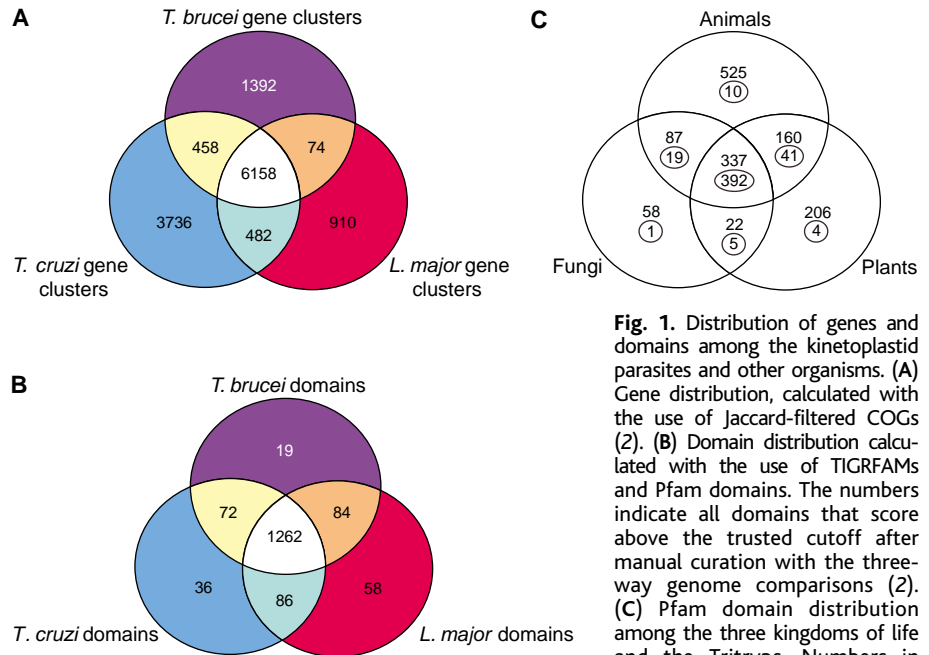 A
T. brucei gene clusters
1392
458
74
6158
3736
482
910
T. cruzi gene
clusters
L. major gene
clusters
B
T. brucei domains
19
72
84
1262
36
86
58
T. cruzi domains
L. major domains
C
Animals
525
10
87
19
160
41
337
392
58
1
22
5
206
4
Fungi
Plants
Fig. 1. Distribution of genes and
domains among the kinetoplastid
parasites and other organisms. (A)
Gene distribution, calculated with
the use of Jaccard-filtered COGs
(2). (B) Domain distribution calcu-
lated with the use of TIGRFAMs
and Pfam domains. The numbers
indicate all domains that score
above the trusted cutoff after
manual curation with the three-
way genome comparisons (2).
(C) Pfam domain distribution
among the three kingdoms of life
and the Tritryps. Numbers in